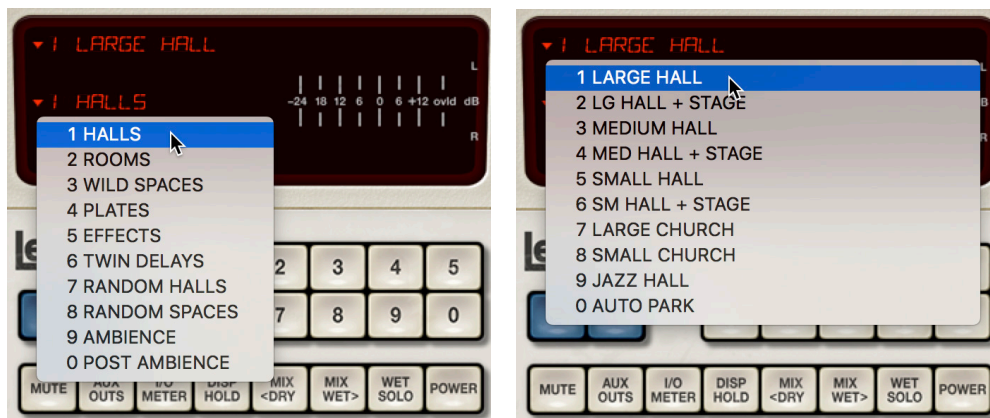 1 LARGE HALL
L
-24 18 12 6 0 6 +12 ovld dB
R
1 HALLS
1 HALLS
2 ROOMS
3 WILD SPACES
4 PLATES
5 EFFECTS
6 TWIN DELAYS
7 RANDOM HALLS
8 RANDOM SPACES
9 AMBIENCE
0 POST AMBIENCE
2 3 4 5
7 8 9 0
MUTE AUX OUTS I/O METER DISP HOLD MIX <DRY MIX WET> WET SOLO POWER
1 LARGE HALL
L
B
R
1 LARGE HALL
2 LG HALL + STAGE
3 MEDIUM HALL
4 MED HALL + STAGE
5 SMALL HALL
6 SM HALL + STAGE
7 LARGE CHURCH
8 SMALL CHURCH
9 JAZZ HALL
0 AUTO PARK
MUTE AUX OUTS I/O METER DISP HOLD MIX <DRY MIX WET> WET SOLO POWER